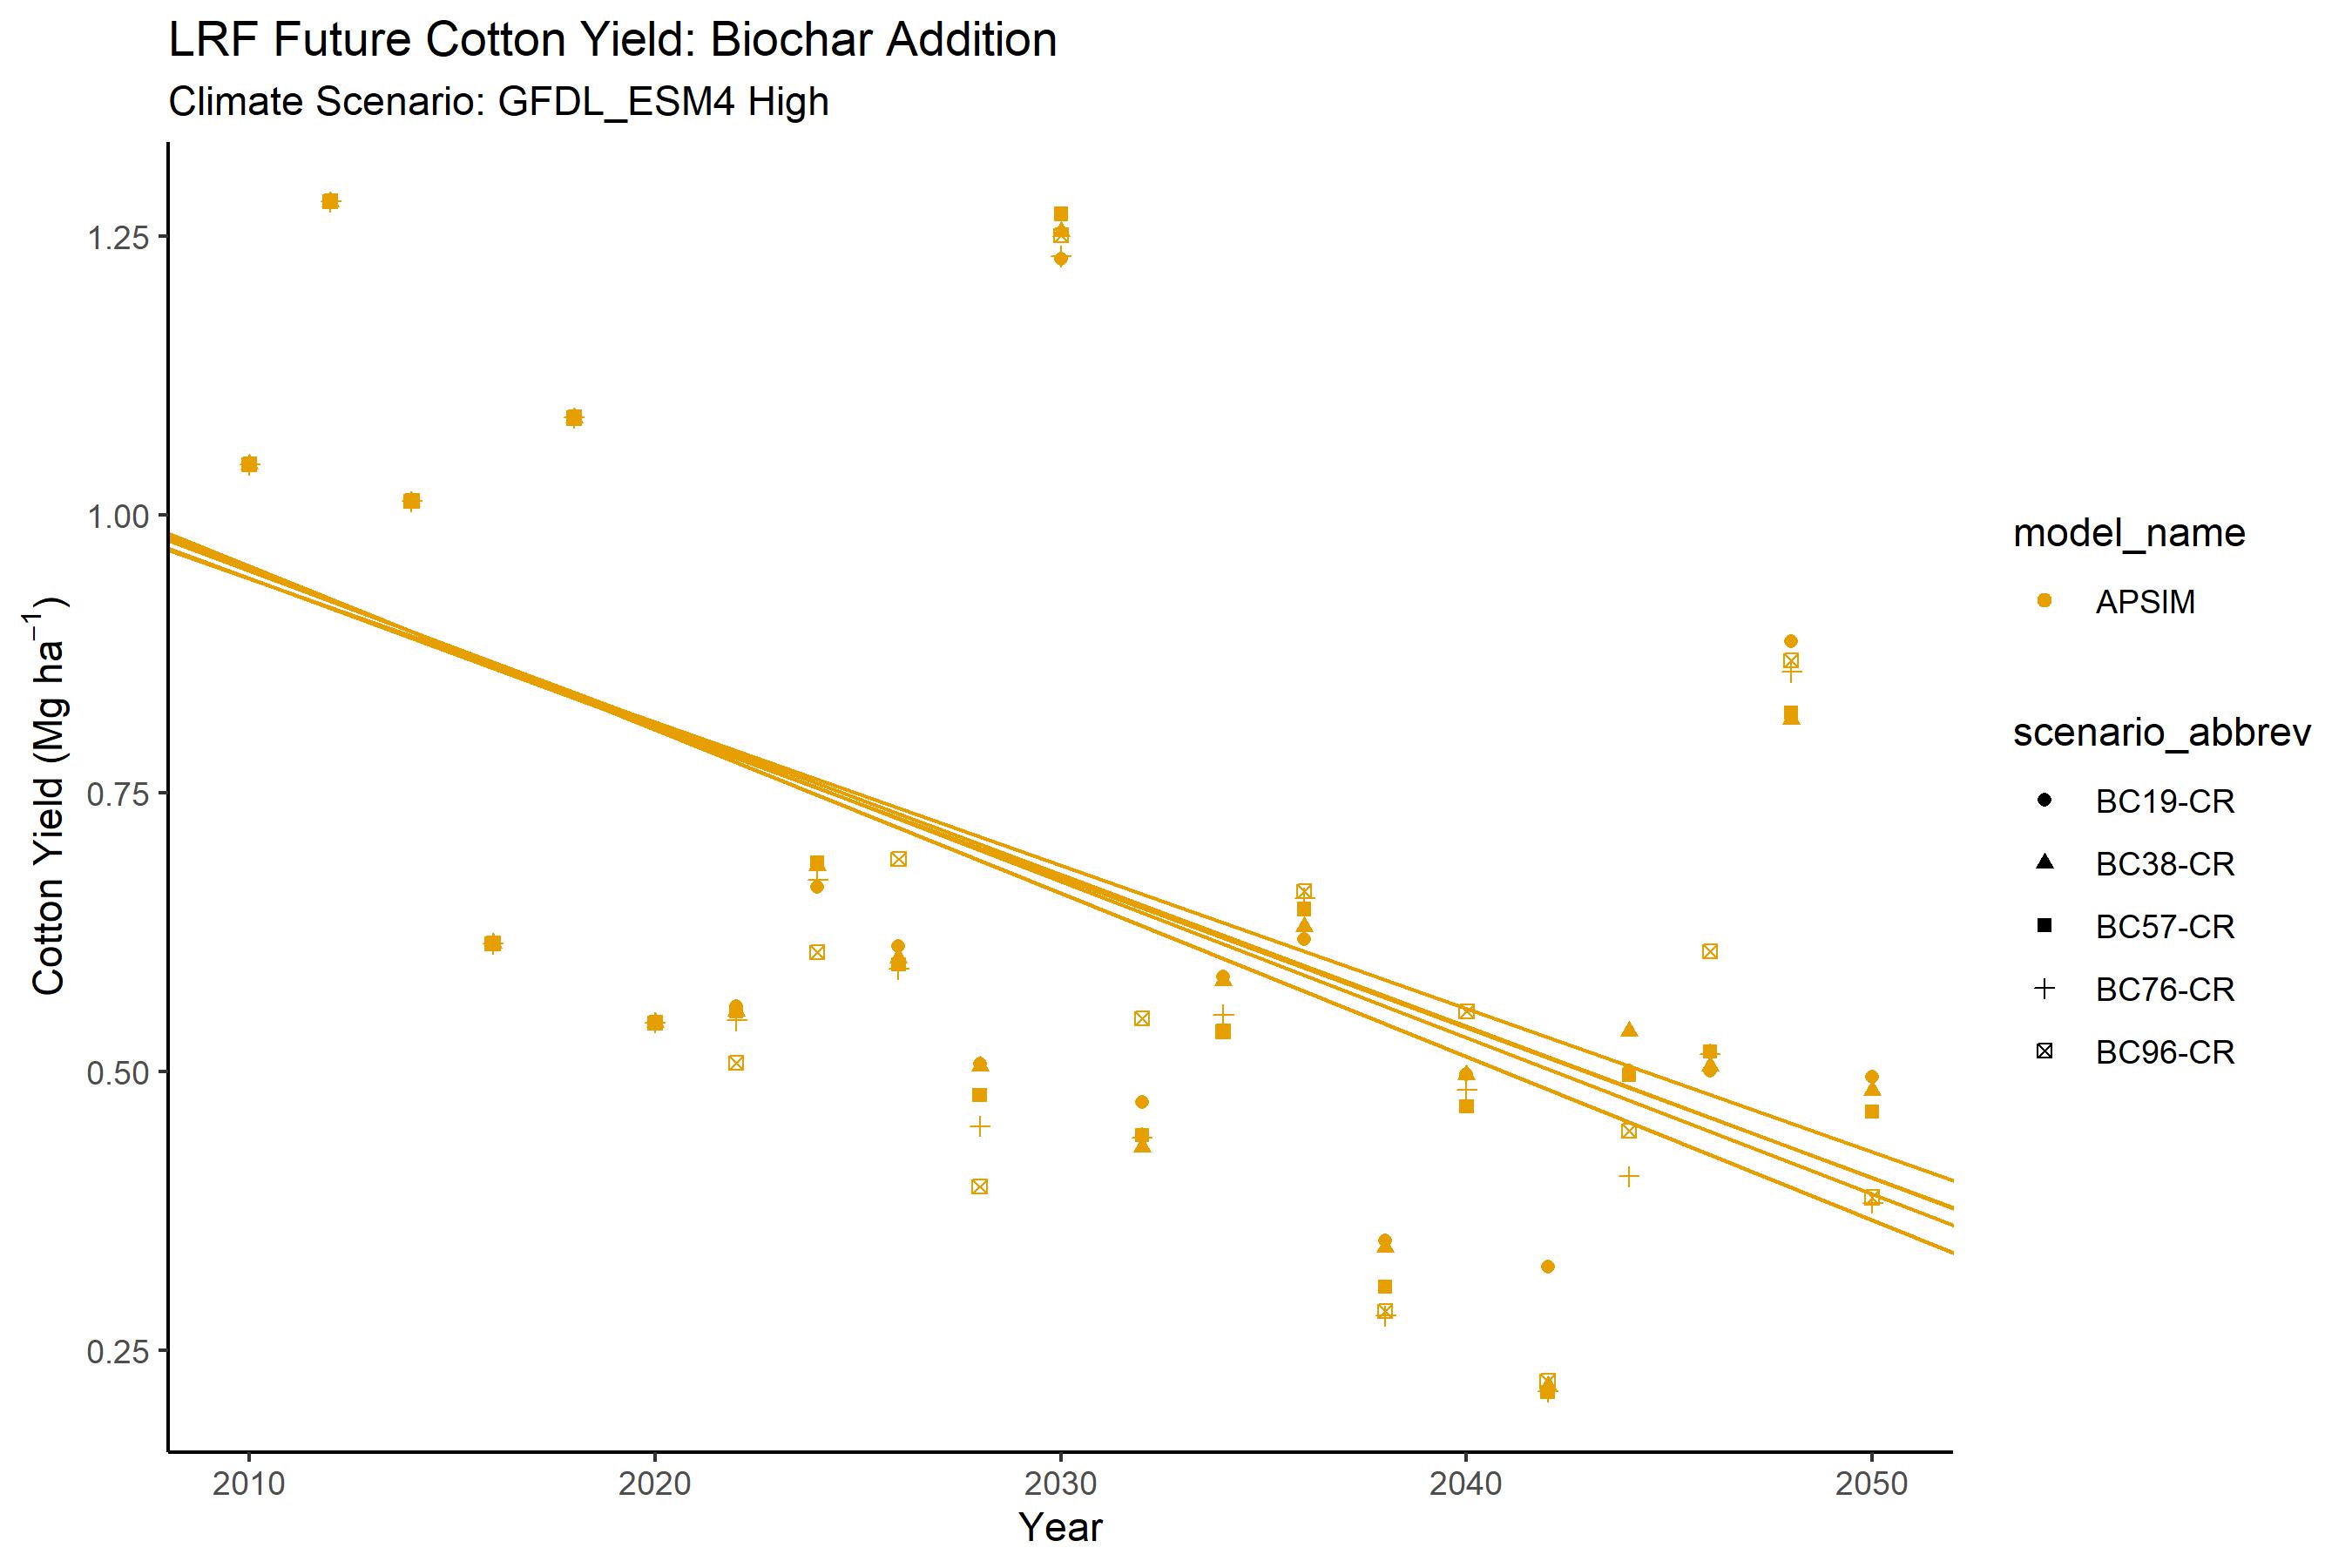 LRF Future Cotton Yield: Biochar Addition
Climate Scenario: GFDL_ESM4 High
Cotton Yield (Mg ha⁻¹)
1.25
1.00
0.75
0.50
0.25
2010 2020 2030 2040 2050
Year
model_name
APSIM
scenario_abbrev
BC19-CR
BC38-CR
BC57-CR
BC76-CR
BC96-CR